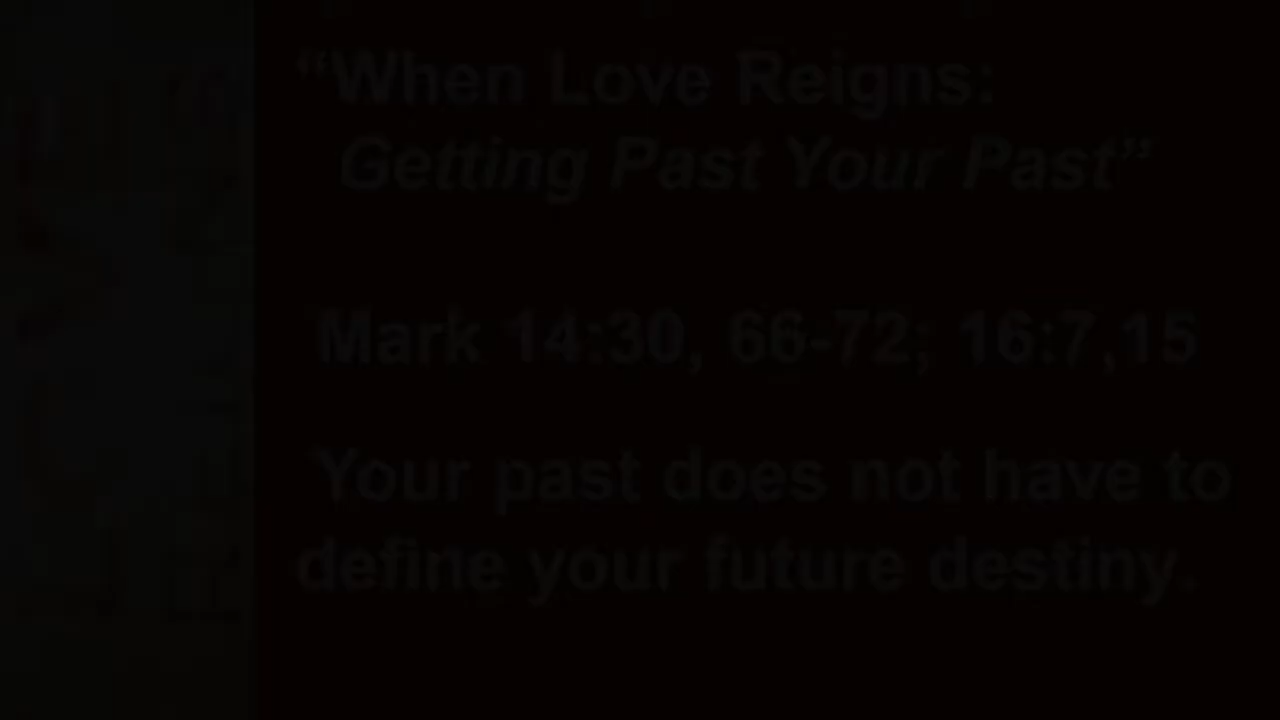 “When Love Reigns:
Getting Past Your Past”
Mark 14:30, 66-72; 16:7,15
Your past does not have to
define your future destiny.